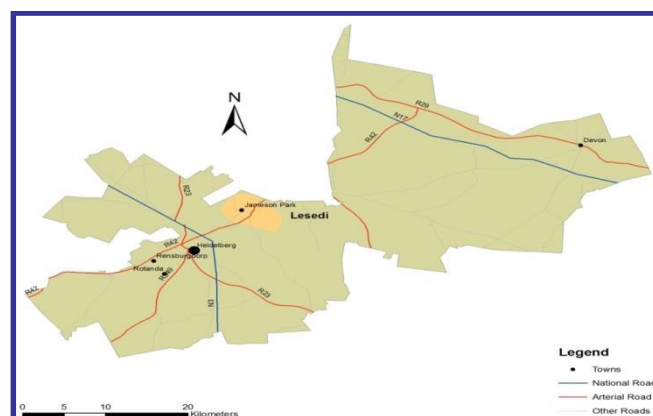 N
R29
N17
R42
Devon
R23
Jameson Park
Lesedi
R42
Heidelberg
Rensburgdorp
Rotanda
R42
R23
N3
0 5 10 20
Kilometers
Legend
Towns
National Road
Arterial Road
Other Roads